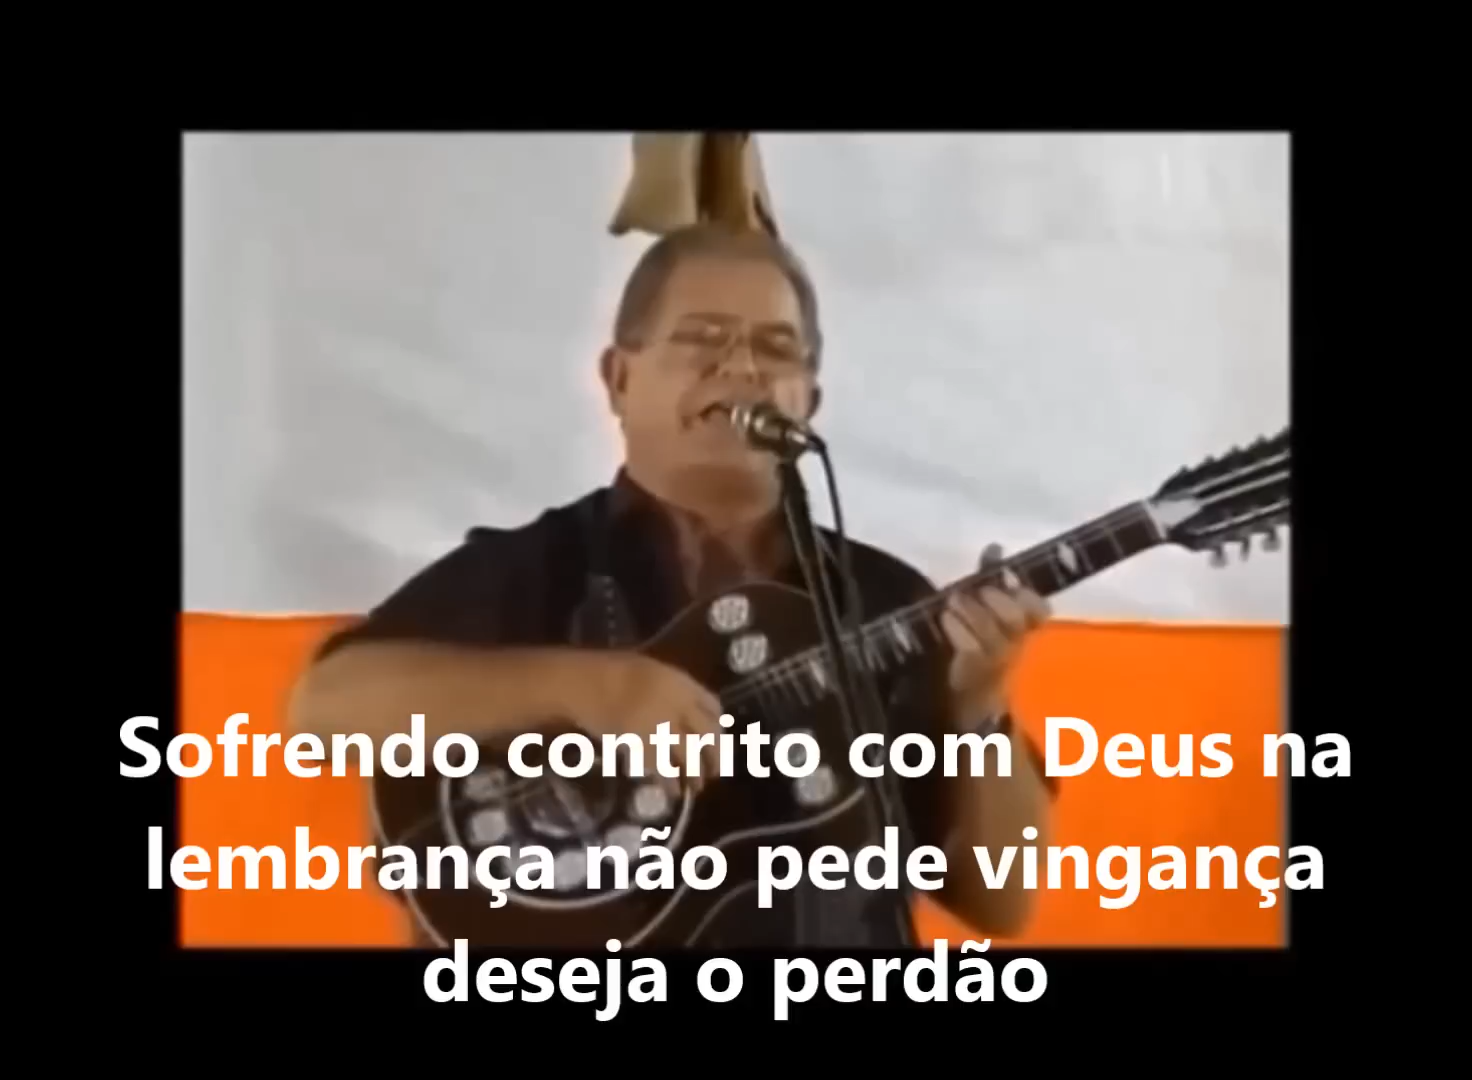 Sofrendo contrito com Deus na
lembrança não pede vingança
deseja o perdão